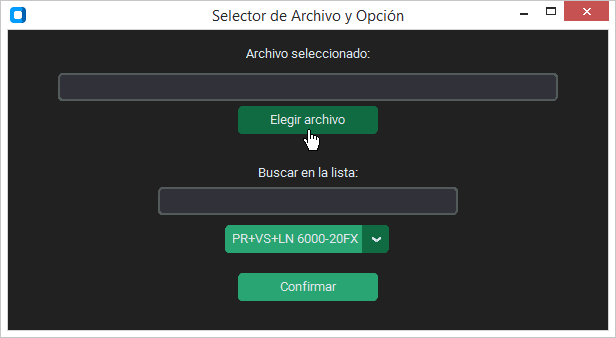 Selector de Archivo y Opción
Archivo seleccionado:
Elegir archivo
Buscar en la lista:
PR+VS+LN 6000-20FX
Confirmar